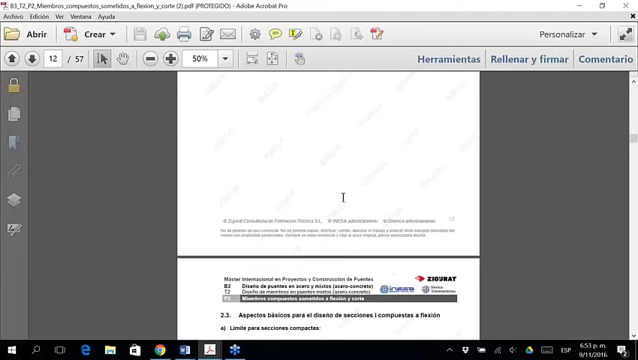 B3_T2_P2_Miembros_compuestos_sometidos_a_flexion_y_corte (2).pdf (PROTEGIDO) - Adobe Acrobat Pro
Archivo Edición Ver Ventanas Ayuda
Abrir Crear Personalizar
12 / 57 50% Herramientas Rellenar y firmar Comentario
© Zigurat Consultoría de Formación Técnica S.L. © INESA adiestramiento © Sísmica adiestramiento 12
Máster Internacional en Proyectos y Construcción de Puentes
B3 Diseño de puentes en acero y mixtos (acero-concreto)
T2 Diseño de miembros en puentes mixtos (acero-concreto)
Miembros compuestos sometidos a flexión y corte
ZIGURAT
inesa
2.3. Aspectos básicos para el diseño de secciones I compuestas a flexión
a) Límite para secciones compactas:
ESP
6:53 p. m.
9/11/2016